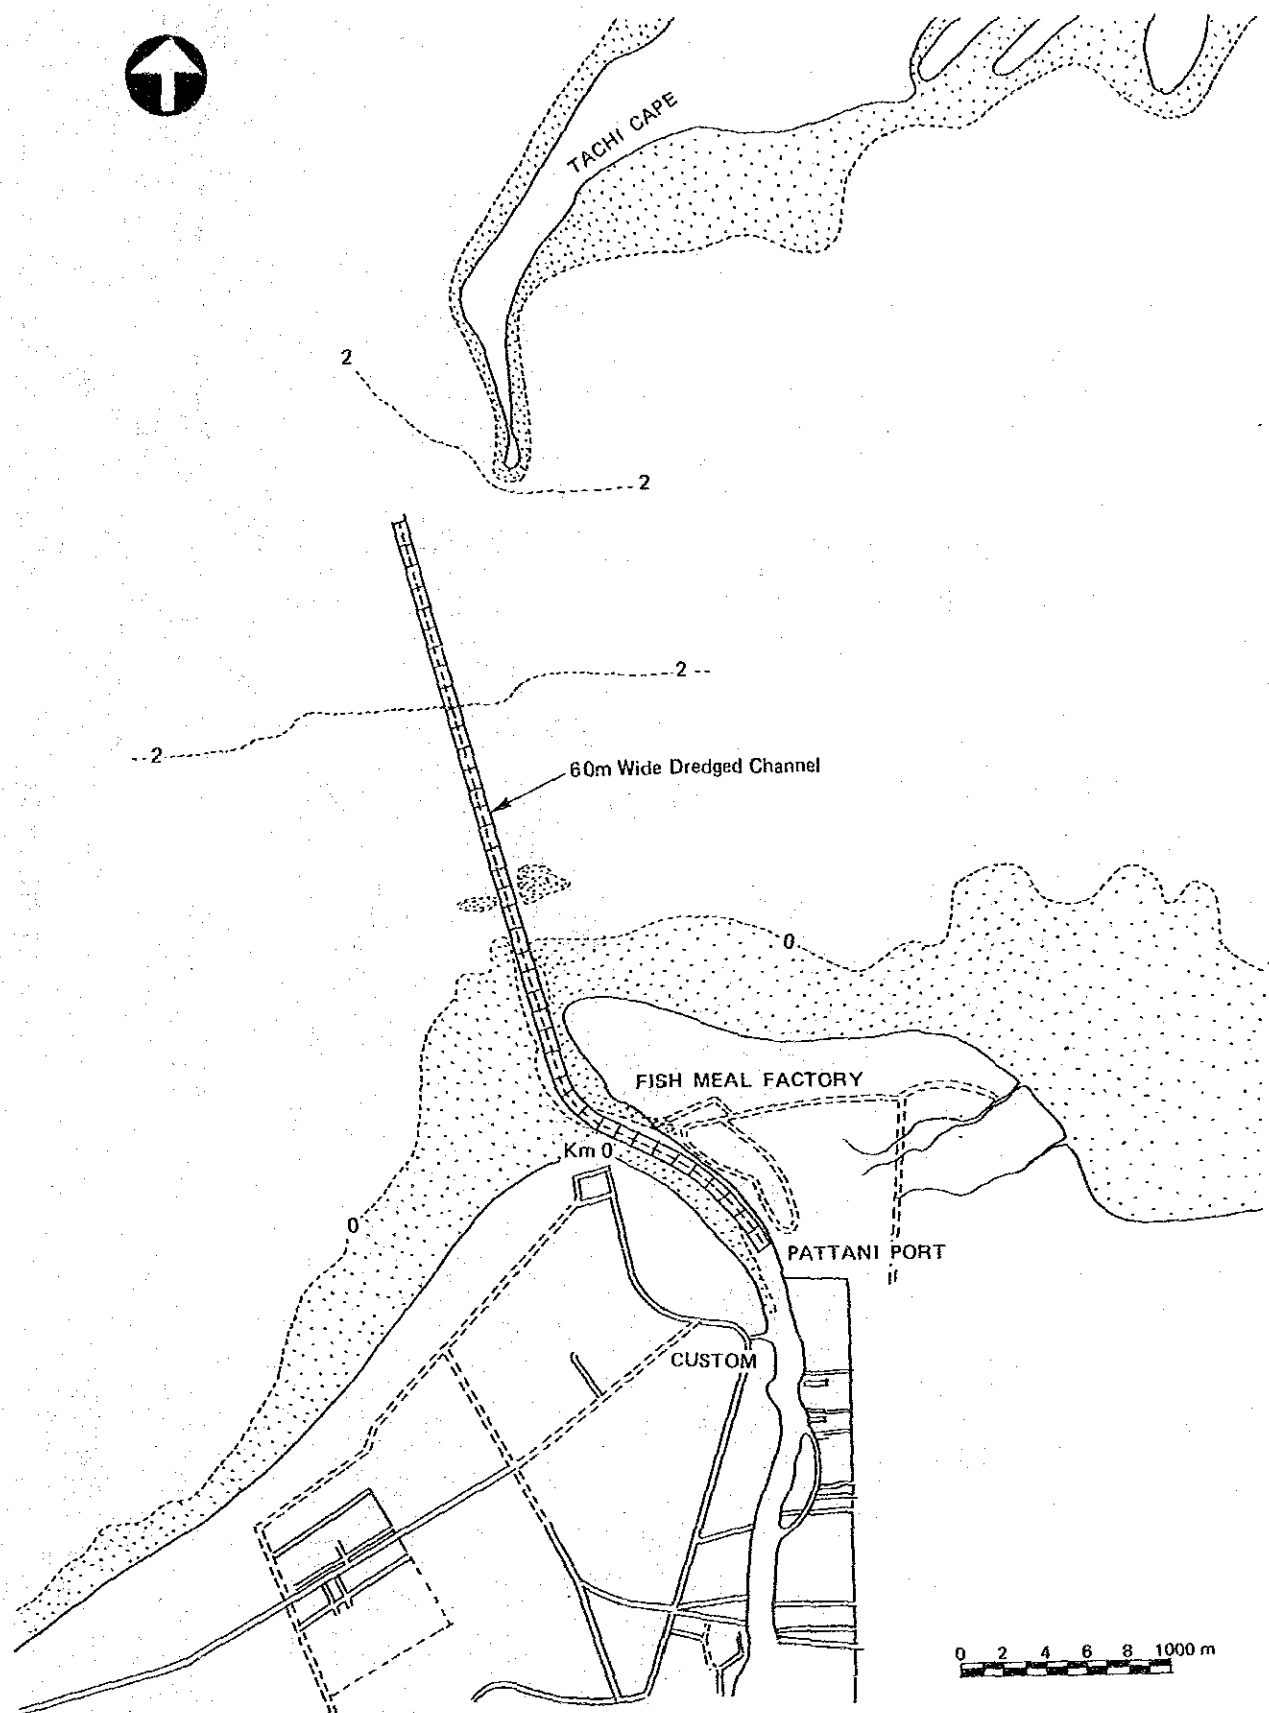 TACHI CAPE
2
2
2
2
60m Wide Dredged Channel
0
FISH MEAL FACTORY
Km 0
0
PATTANI PORT
CUSTOM
0 2 4 6 8 1000 m